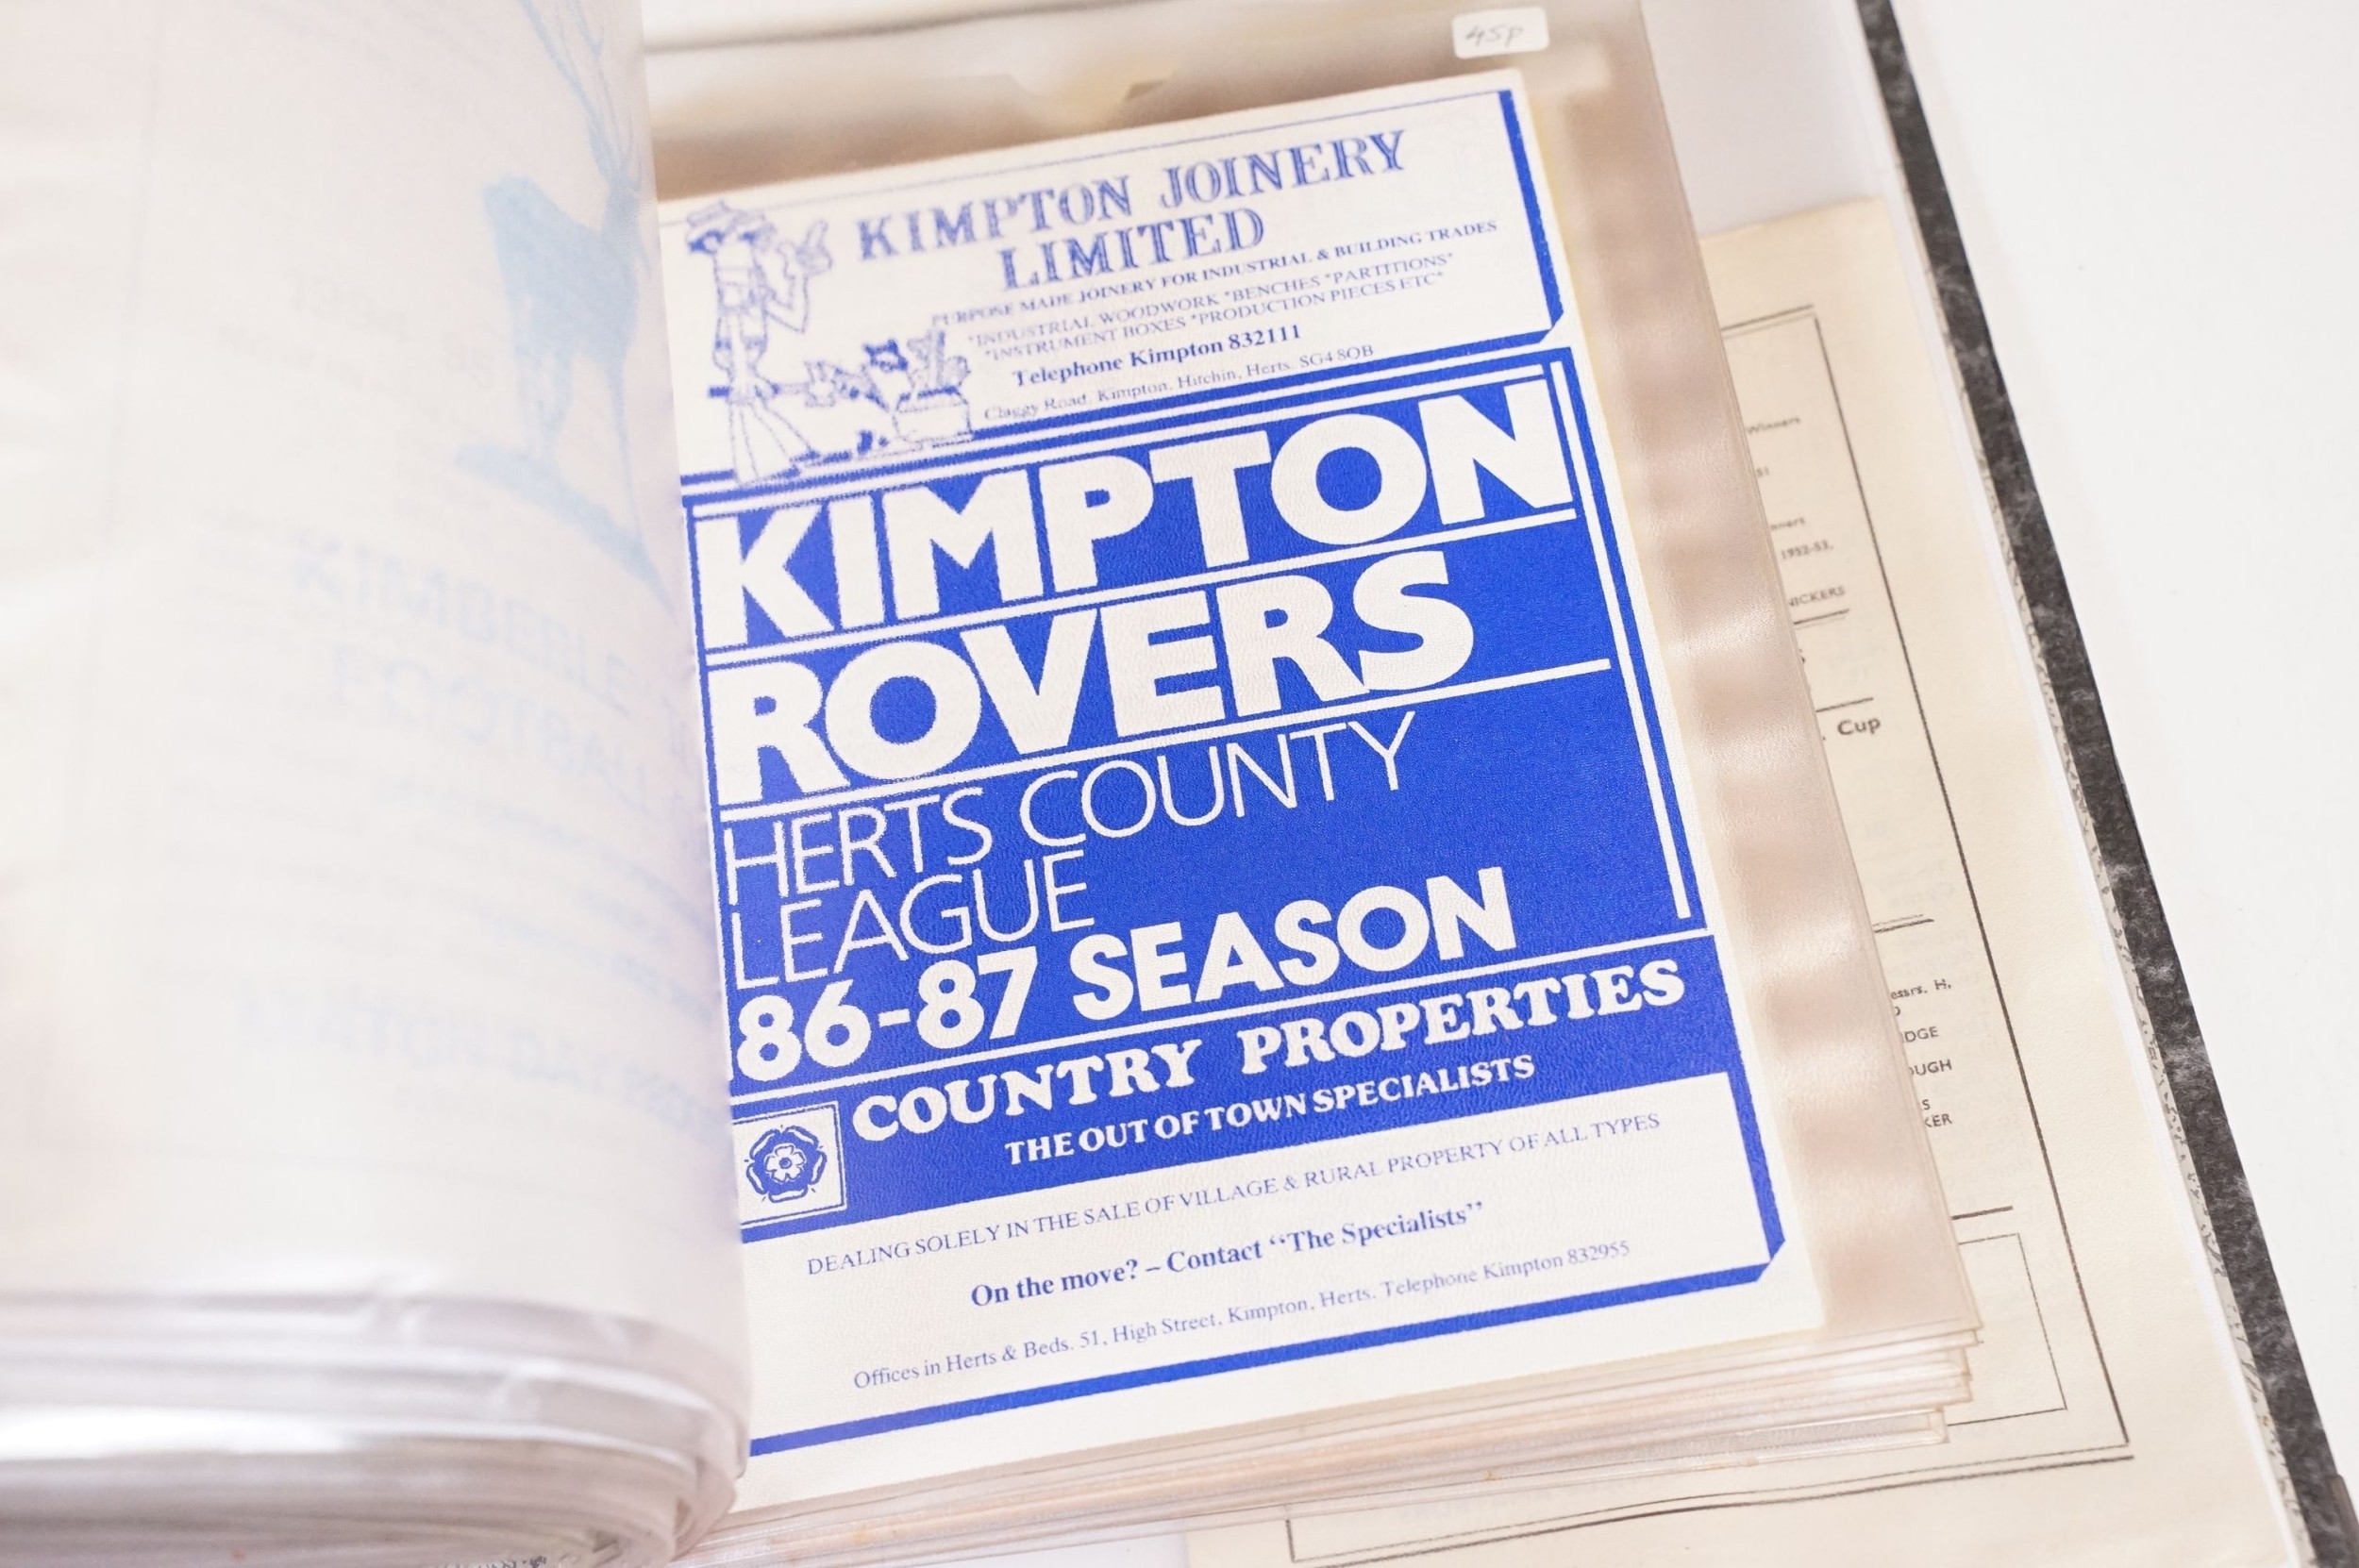 45p
KIMPTON JOINERY
LIMITED
PURPOSE MADE JOINERY FOR INDUSTRIAL & BUILDING TRADES
*INDUSTRIAL WOODWORK *BENCHES *PARTITIONS*
*INSTRUMENT BOXES *PRODUCTION PIECES ETC*
Telephone Kimpton 832111
Claggy Road, Kimpton, Hitchin, Herts. SG4 8QB
KIMPTON
ROVERS
HERTS COUNTY
LEAGUE
86-87 SEASON
COUNTRY PROPERTIES
THE OUT OF TOWN SPECIALISTS
DEALING SOLELY IN THE SALE OF VILLAGE & RURAL PROPERTY OF ALL TYPES
On the move? – Contact “The Specialists”
Offices in Herts & Beds. 51, High Street, Kimpton, Herts. Telephone Kimpton 832955
Winners
1952-53,
Cup
H,